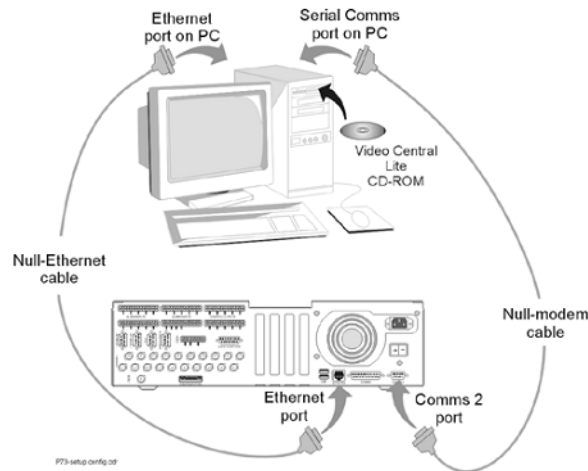 Ethernet
port on PC
Serial Comms
port on PC
Video Central
Lite
CD-ROM
Null-Ethernet
cable
Null-modem
cable
Ethernet
port
Comms 2
port
P73-setup config.cdr